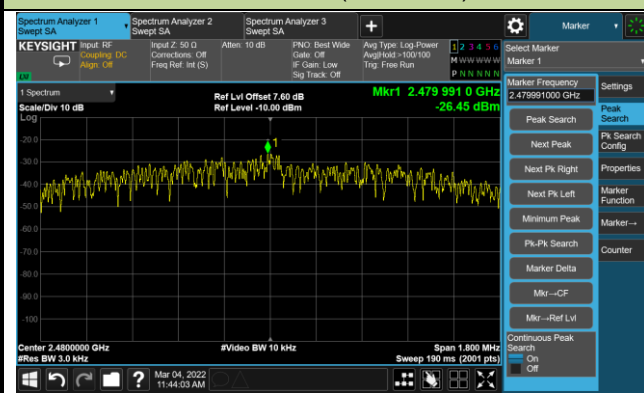 Spectrum Analyzer 1
Swept SA
Spectrum Analyzer 2
Swept SA
Spectrum Analyzer 3
Swept SA
+
Marker
KEYSIGHT
Input: RF
Coupling: DC
Align: Off
Input Z: 50 Ω
Corrections: Off
Freq Ref: Int (S)
Atten: 10 dB
PNO: Best Wide
Gate: Off
IF Gain: Low
Sig Track: Off
Avg Type: Log-Power
Avg|Hold:>100/100
Trig: Free Run
1 2 3 4 5 6
M W W W W W
P N N N N N
Select Marker
Marker 1
LXI
1 Spectrum
Scale/Div 10 dB
Log
Ref Lvl Offset 7.60 dB
Ref Level -10.00 dBm
Mkr1 2.479 991 0 GHz
-26.45 dBm
1
-20.0
-30.0
-40.0
-50.0
-60.0
-70.0
-80.0
-90.0
-100
Center 2.4800000 GHz
#Res BW 3.0 kHz
#Video BW 10 kHz
Span 1.800 MHz
Sweep 190 ms (2001 pts)
Marker Frequency
2.479991000 GHz
Peak Search
Next Peak
Next Pk Right
Next Pk Left
Minimum Peak
Pk-Pk Search
Marker Delta
Mkr→CF
Mkr→Ref Lvl
Continuous Peak
Search
On
Off
Settings
Peak
Search
Pk Search
Config
Properties
Marker
Function
Marker→
Counter
?
Mar 04, 2022
11:44:03 AM